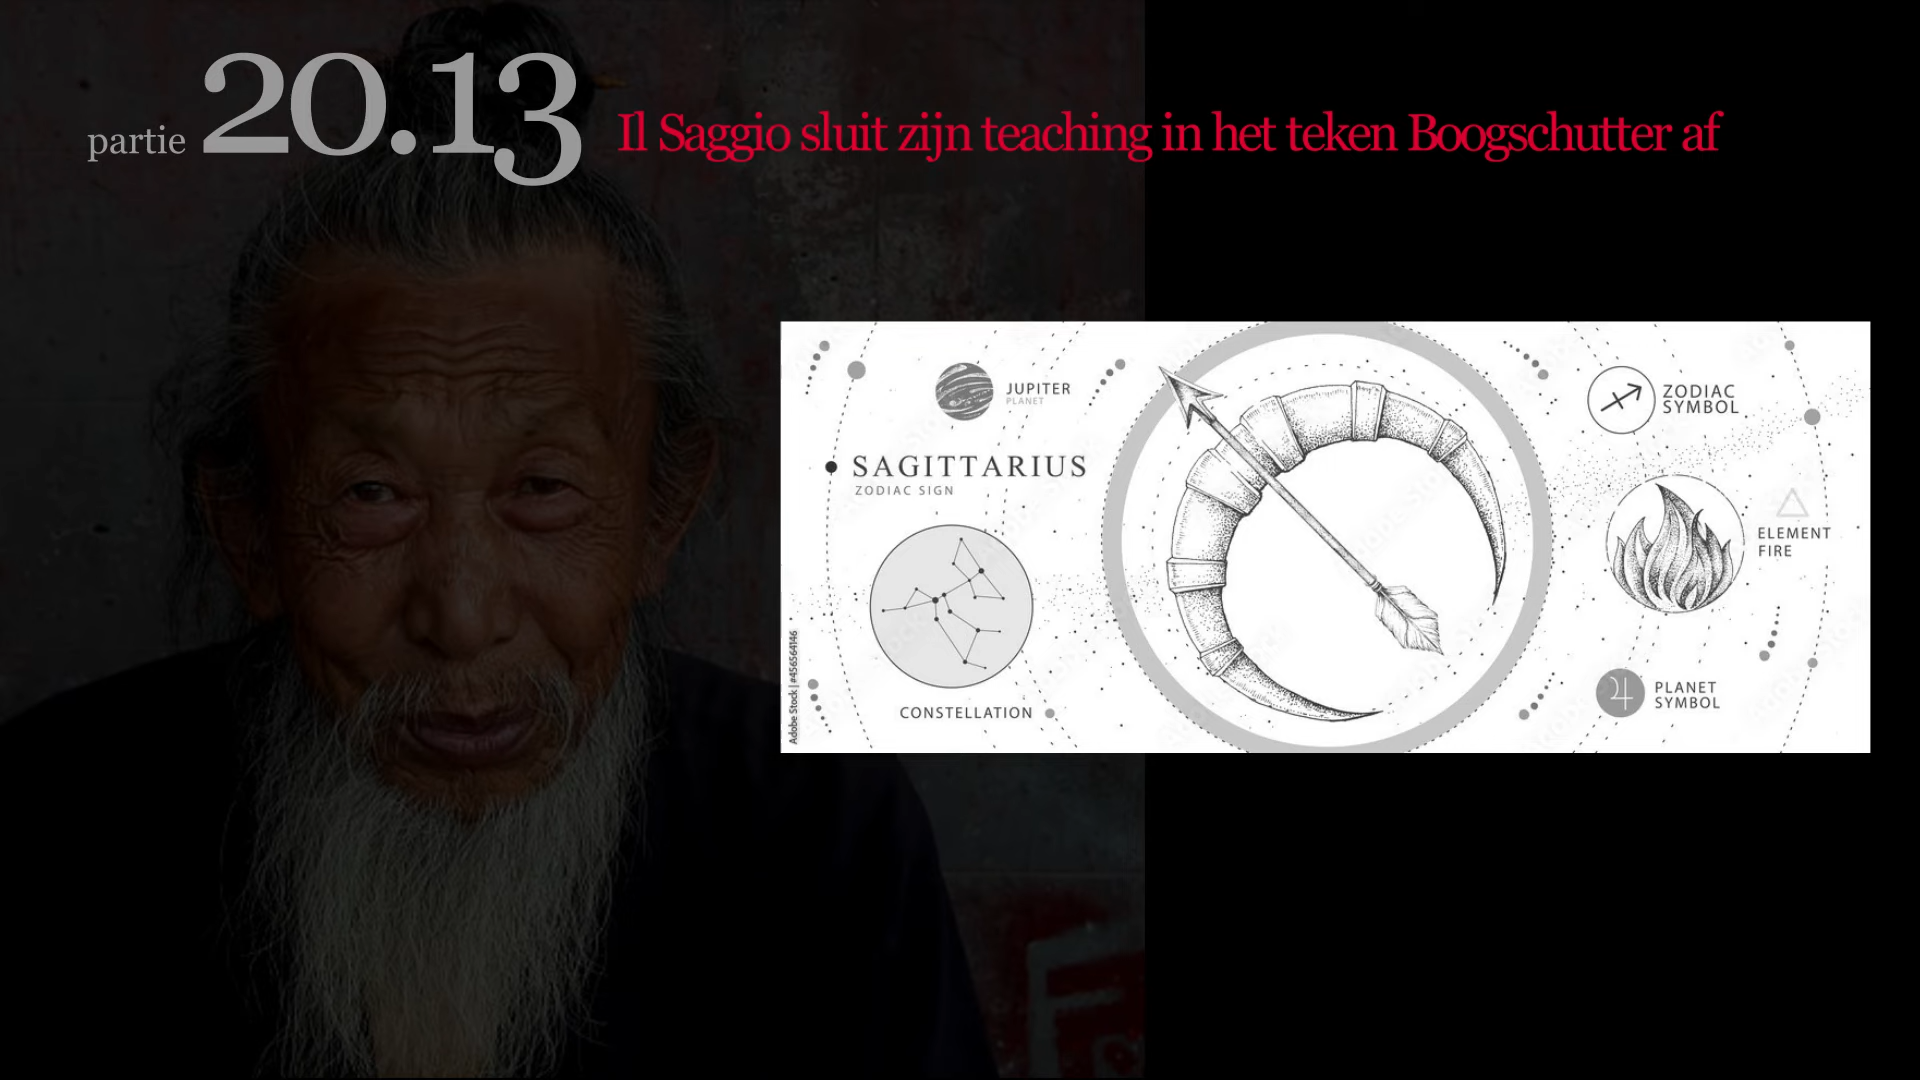 partie 20.13 Il Saggio sluit zijn teaching in het teken Boogschutter af
JUPITER
PLANET
SAGITTARIUS
ZODIAC SIGN
CONSTELLATION
ZODIAC
SYMBOL
ELEMENT
FIRE
PLANET
SYMBOL
Adobe Stock | #456564146